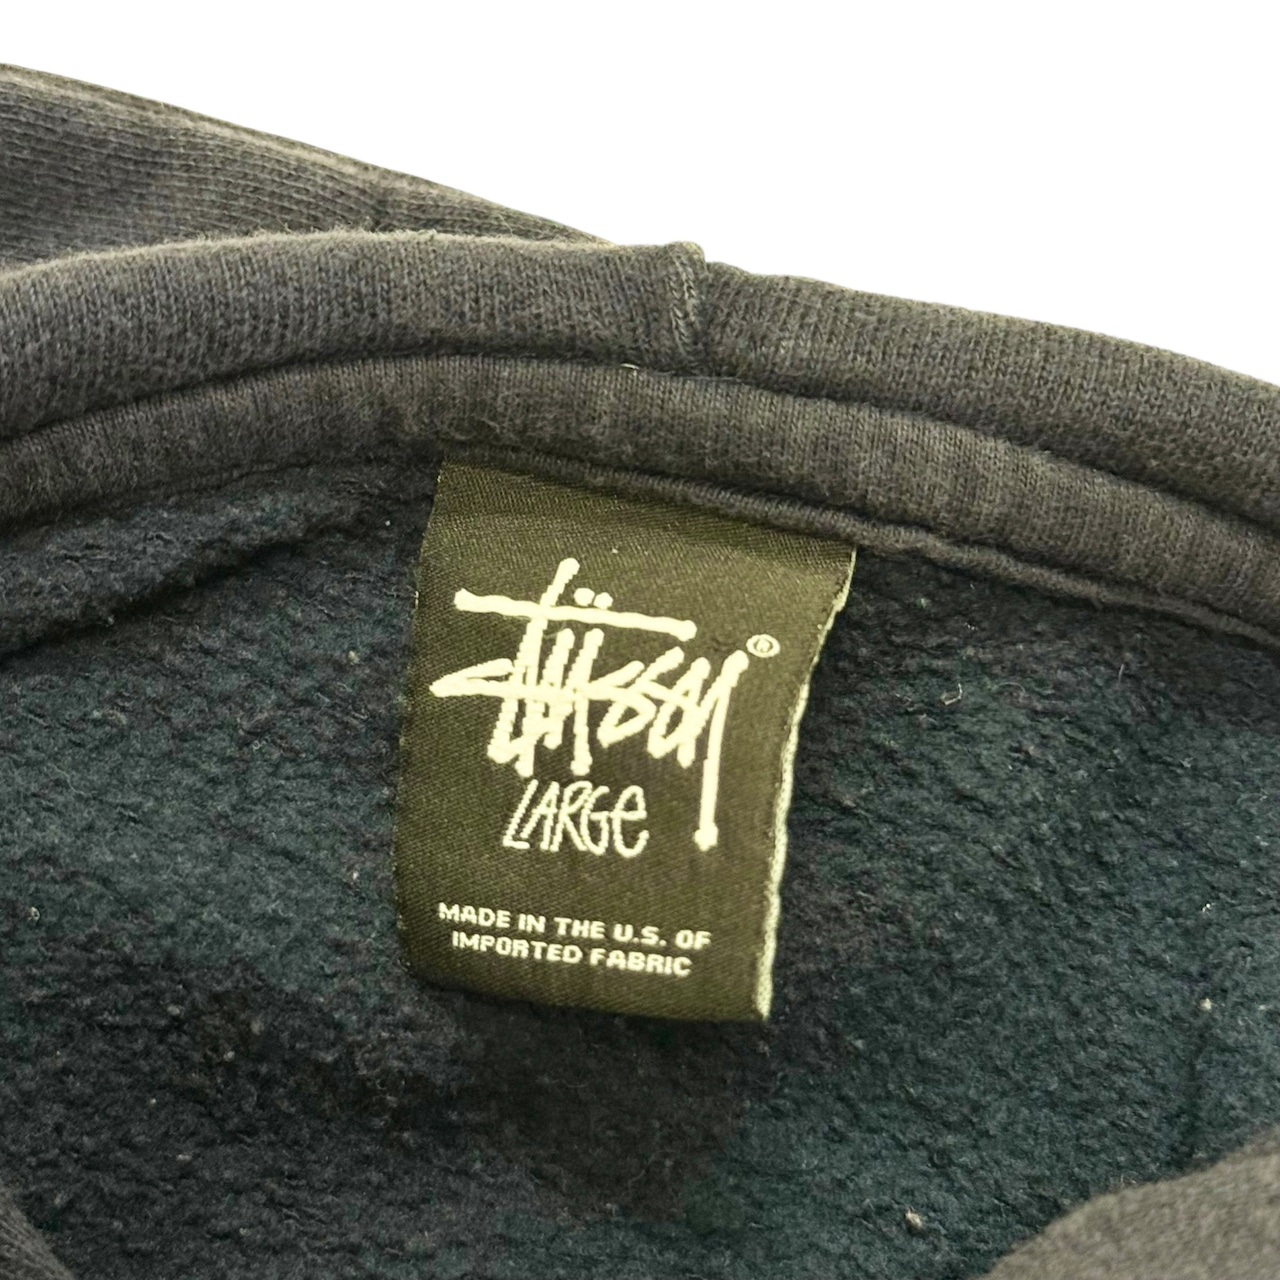 Stüssy®
LARGE
MADE IN THE U.S. OF
IMPORTED FABRIC